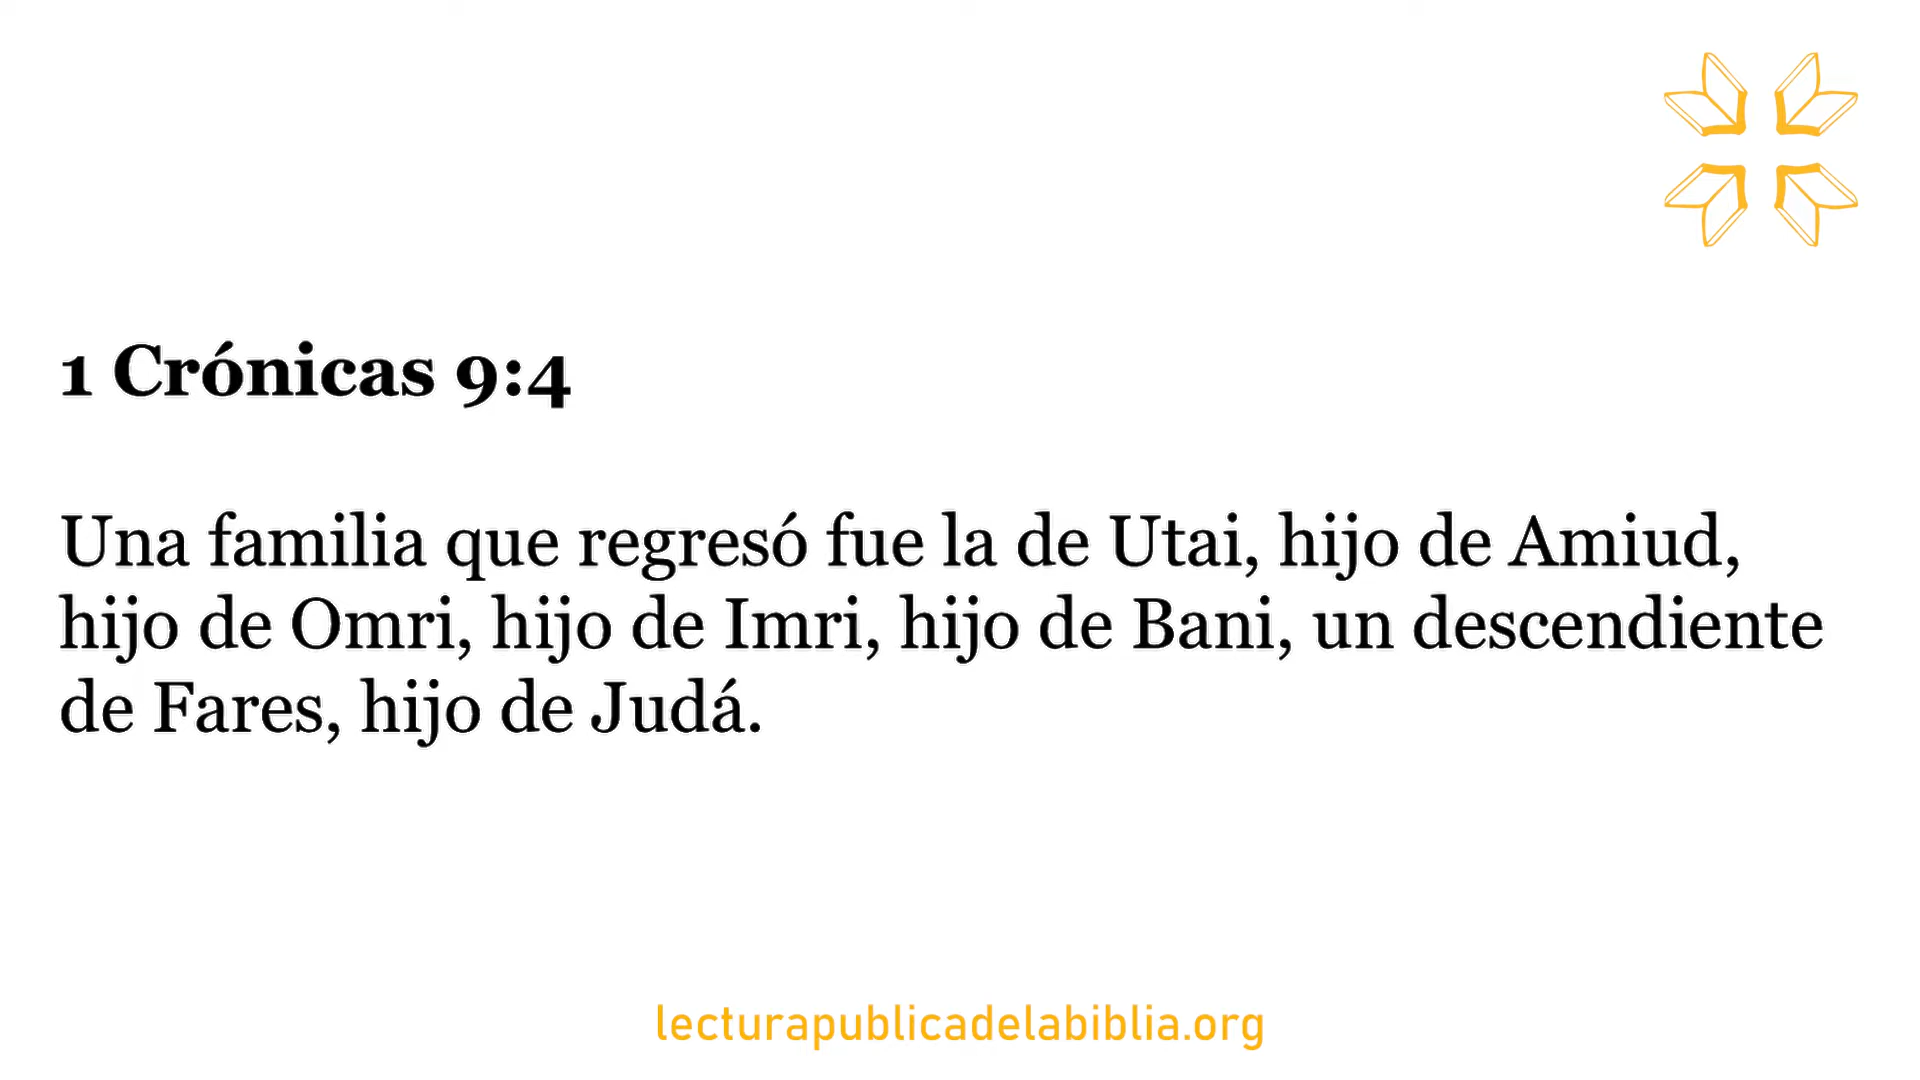 1 Crónicas 9:4
Una familia que regresó fue la de Utai, hijo de Amiud,
hijo de Omri, hijo de Imri, hijo de Bani, un descendiente
de Fares, hijo de Judá.
lecturapublicadelabiblia.org